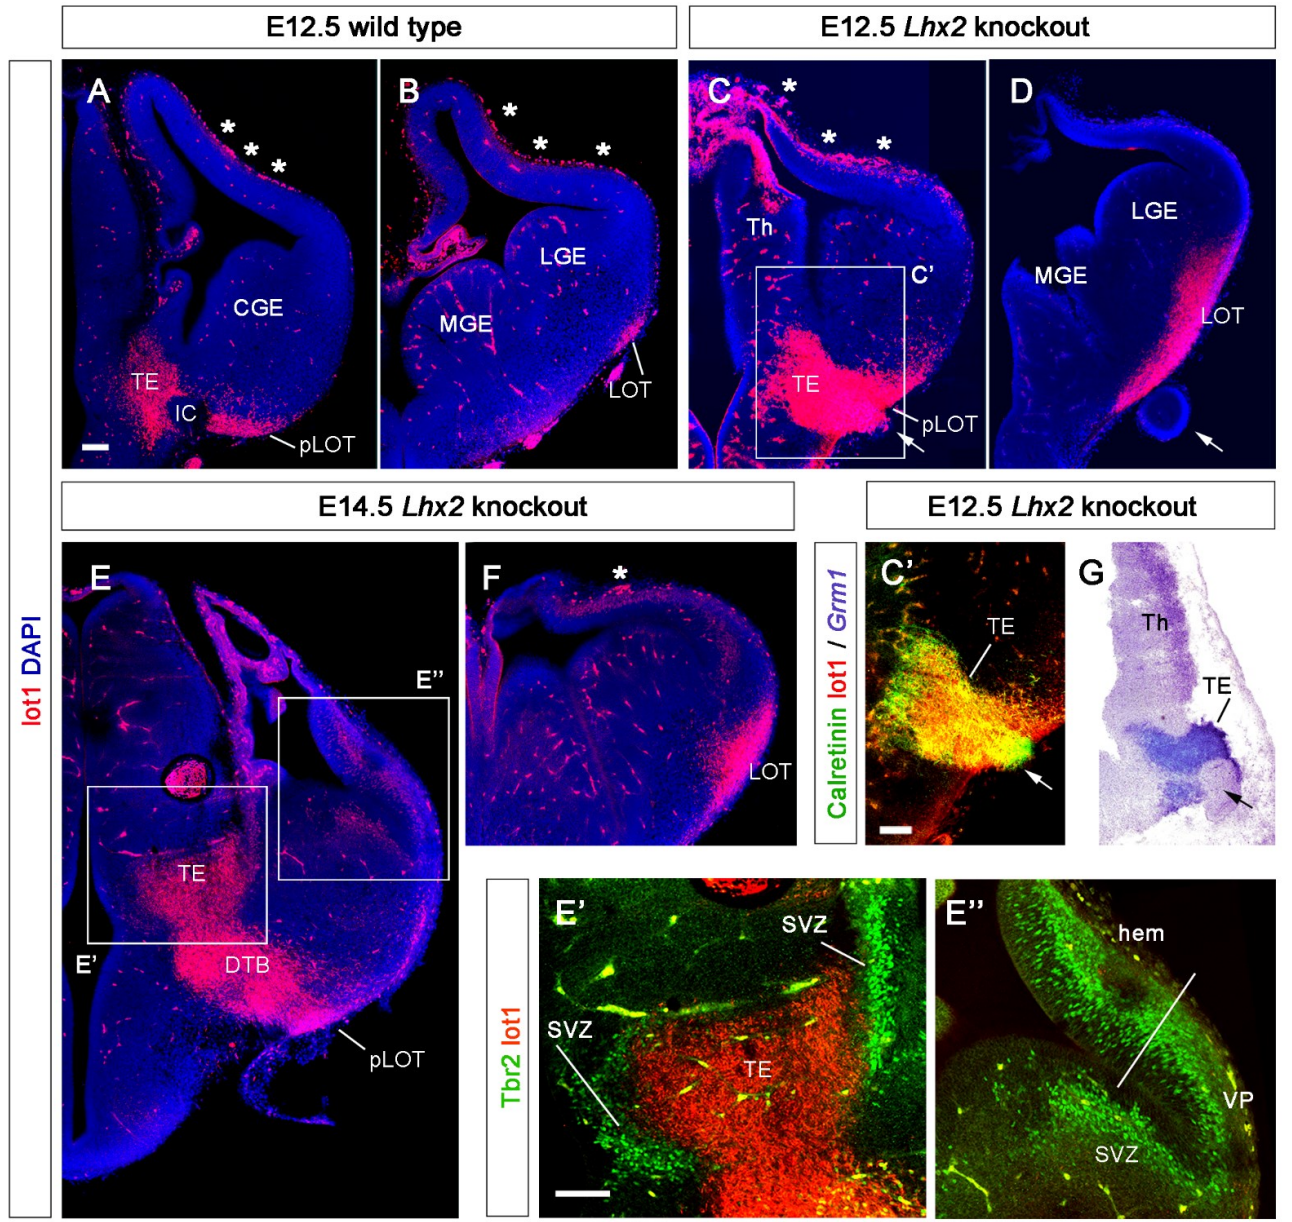 E12.5 wild type
E12.5 Lhx2 knockout
lot1 DAPI
A
*
*
*
CGE
TE
IC
pLOT
B
*
*
*
LGE
MGE
LOT
C
*
*
*
Th
C’
TE
pLOT
D
LGE
MGE
LOT
E14.5 Lhx2 knockout
E12.5 Lhx2 knockout
E
E’’
TE
E’
DTB
pLOT
F
*
LOT
Calretinin lot1 / Grm1
C’
TE
G
Th
TE
Tbr2 lot1
E’
SVZ
SVZ
TE
E’’
hem
VP
SVZ